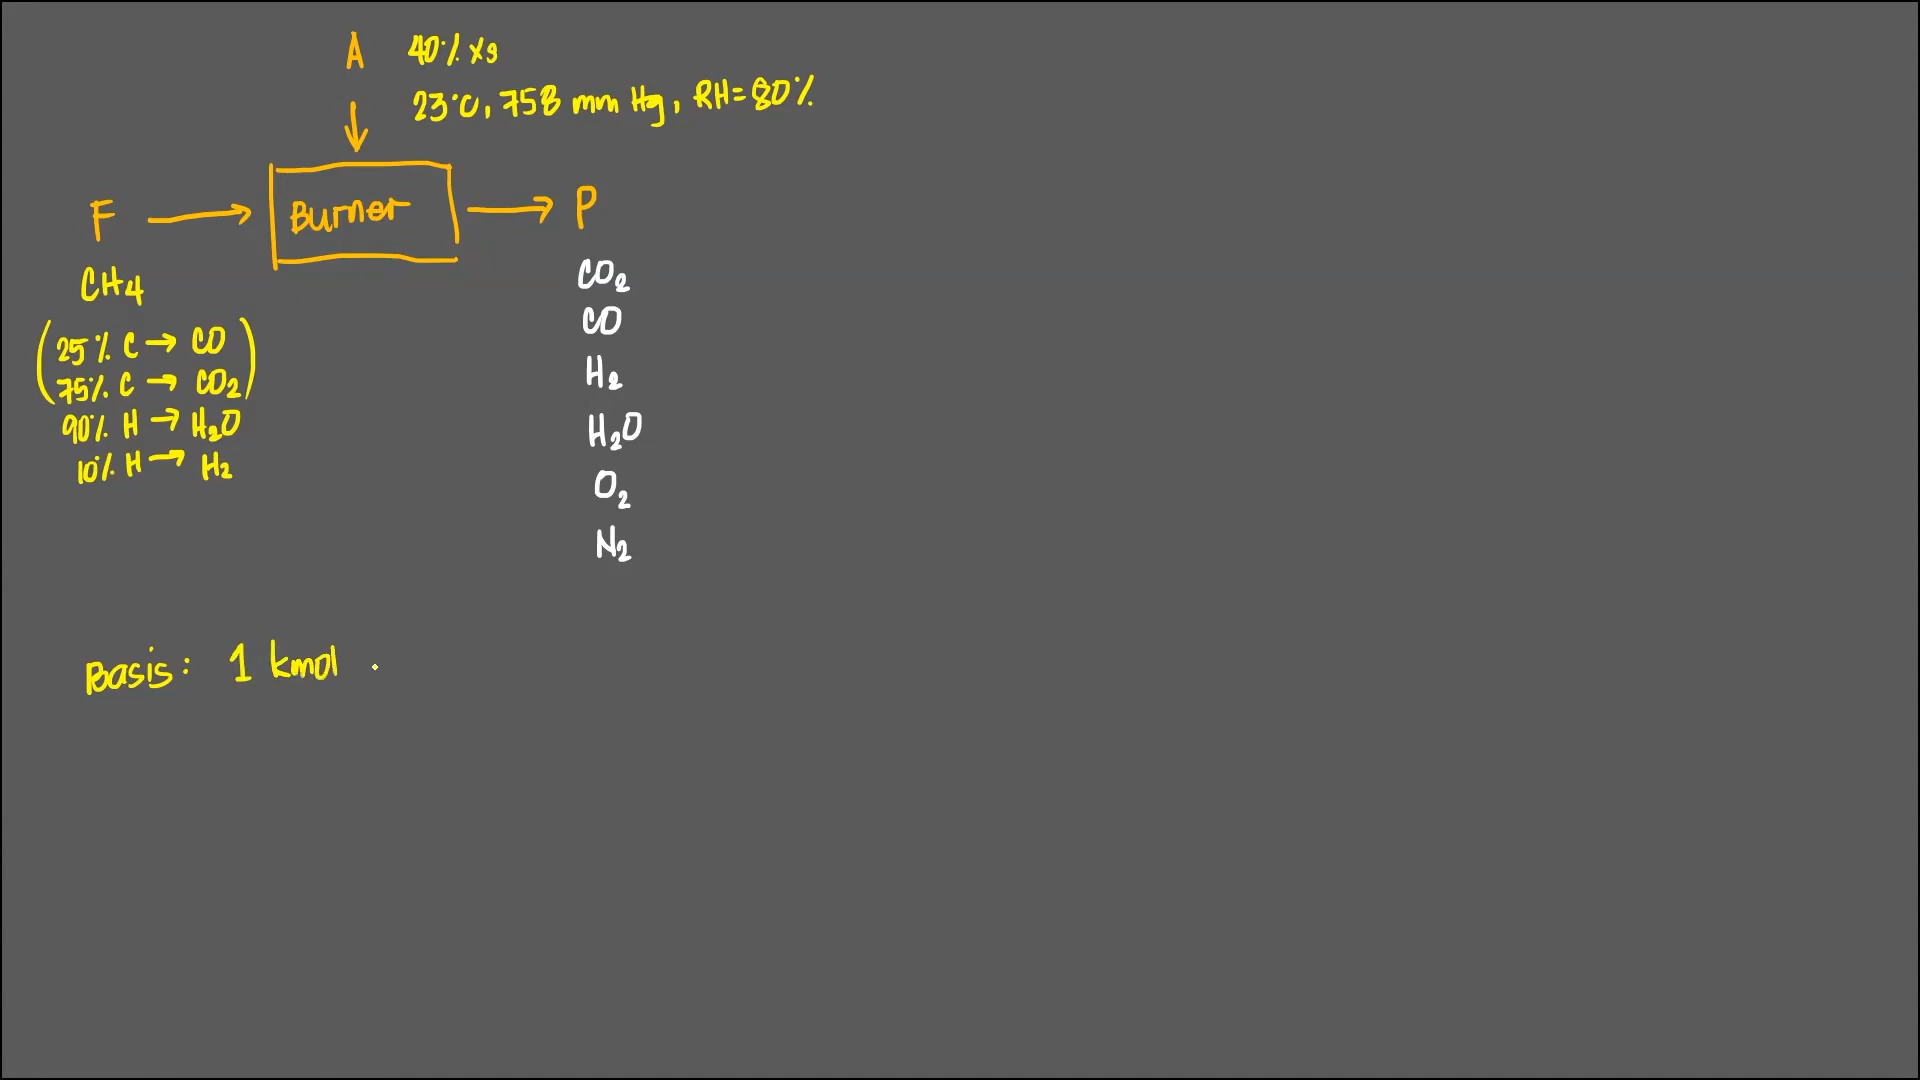 A 40% xs
23°C, 758 mm Hg, RH=80%
F → Burner → P
CH4
(25% C → CO
75% C → CO2)
90% H → H2O
10% H → H2
CO2
CO
H2
H2O
O2
N2
Basis: 1 kmol